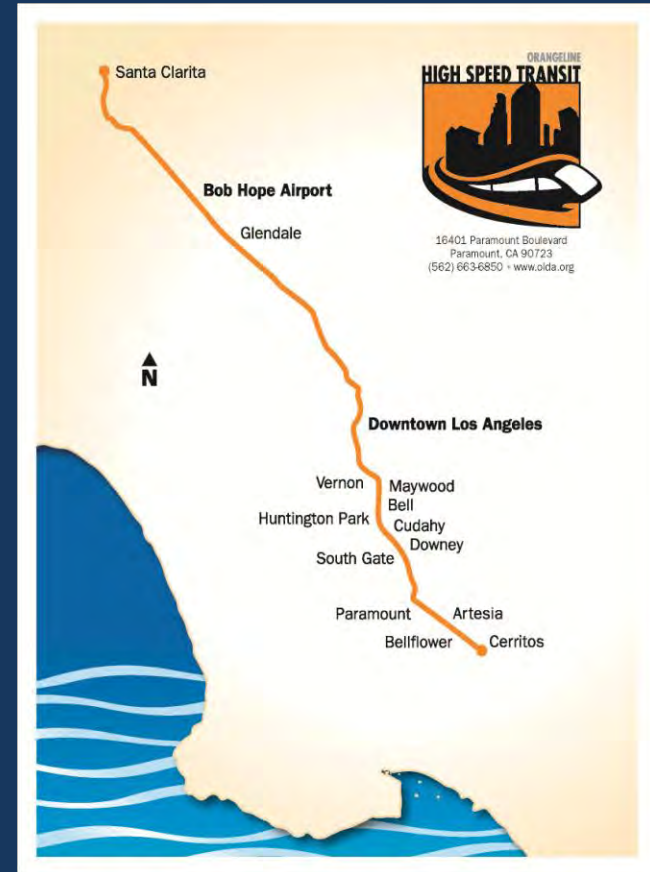 ORANGELINE
HIGH SPEED TRANSIT
16401 Paramount Boulevard
Paramount, CA 90723
(562) 663-6850 • www.olda.org
Santa Clarita
Bob Hope Airport
Glendale
N
Downtown Los Angeles
Vernon
Maywood
Bell
Huntington Park
Cudahy
Downey
South Gate
Paramount
Artesia
Bellflower
Cerritos